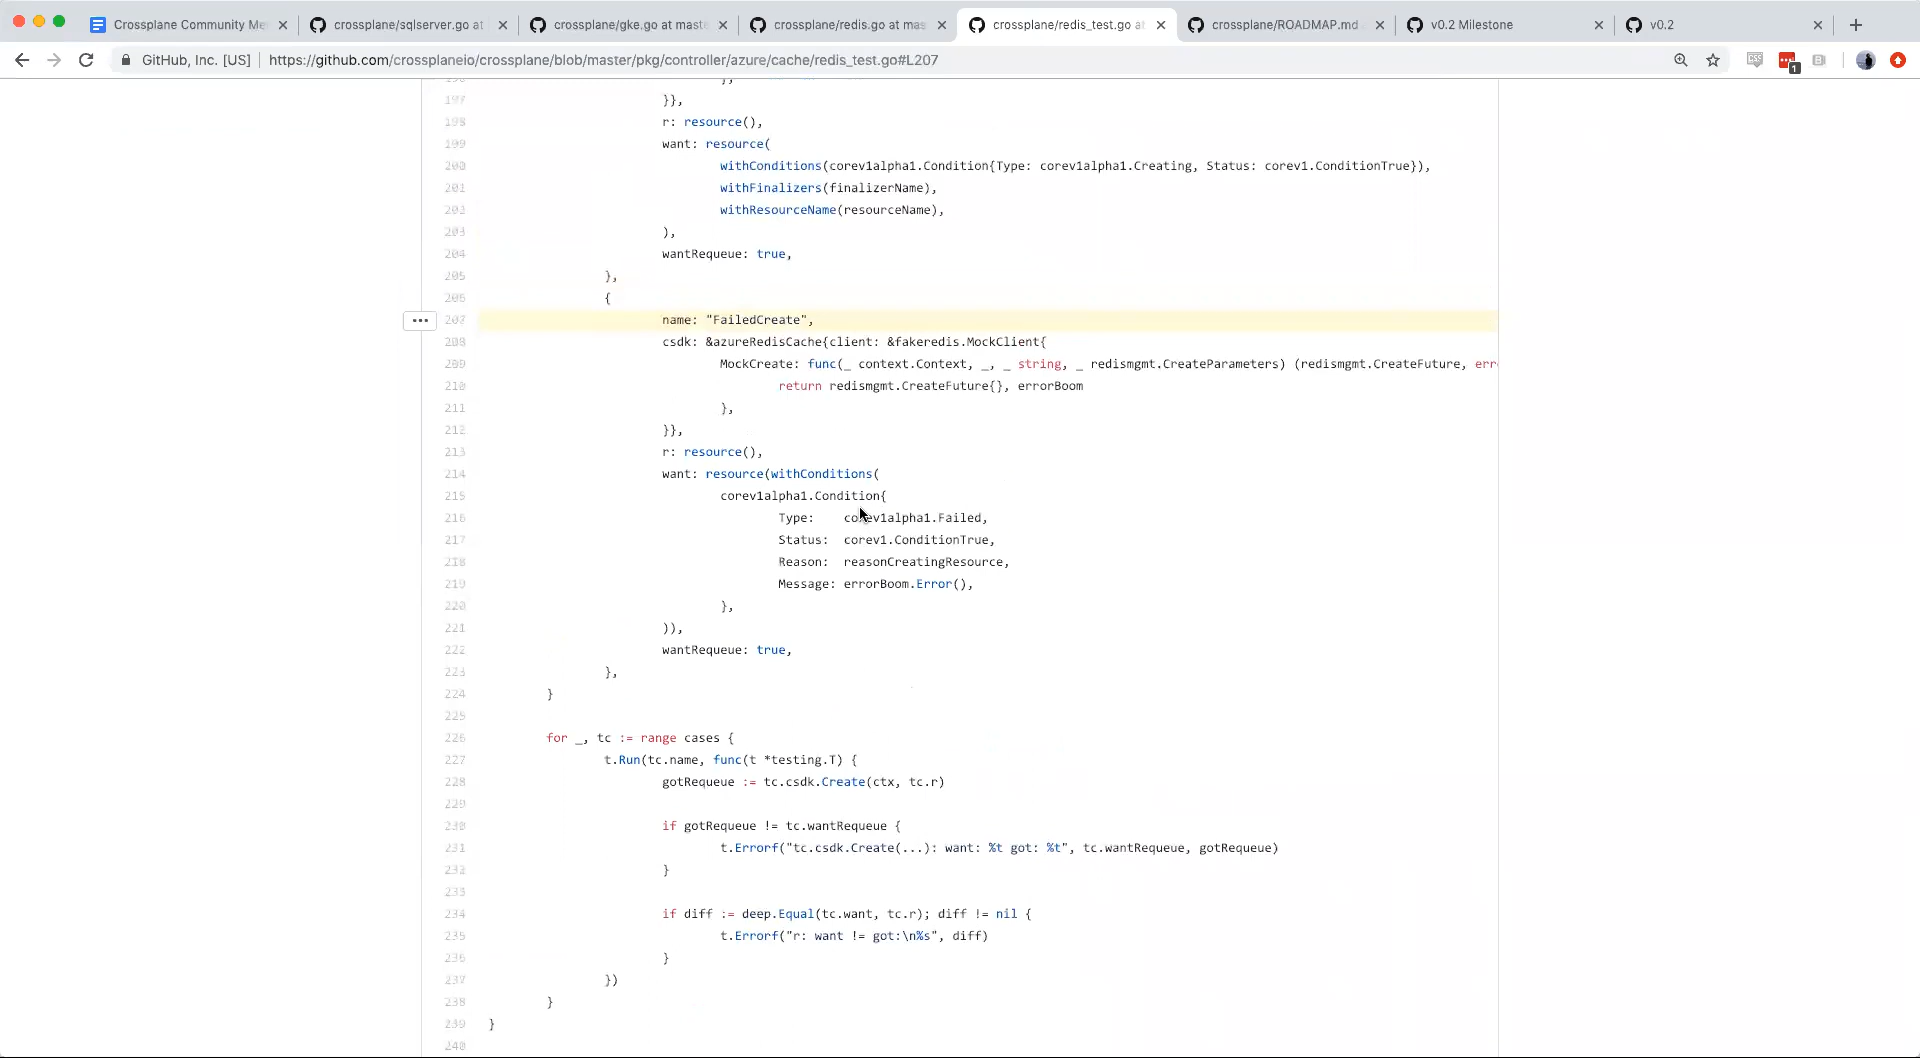 Crossplane Community Me
crossplane/sqlserver.go at
crossplane/gke.go at maste
crossplane/redis.go at mas
crossplane/redis_test.go at
crossplane/ROADMAP.md
v0.2 Milestone
v0.2
GitHub, Inc. [US]
https://github.com/crossplaneio/crossplane/blob/master/pkg/controller/azure/cache/redis_test.go#L207
1
197 }},
198 r: resource(),
199 want: resource(
200 withConditions(corev1alpha1.Condition{Type: corev1alpha1.Creating, Status: corev1.ConditionTrue}),
201 withFinalizers(finalizerName),
202 withResourceName(resourceName),
203 ),
204 wantRequeue: true,
205 },
206 {
207 name: "FailedCreate",
208 csdk: &azureRedisCache{client: &fakeredis.MockClient{
209 MockCreate: func(_ context.Context, _, _ string, _ redismgmt.CreateParameters) (redismgmt.CreateFuture, err
210 return redismgmt.CreateFuture{}, errorBoom
211 },
212 }},
213 r: resource(),
214 want: resource(withConditions(
215 corev1alpha1.Condition{
216 Type: corev1alpha1.Failed,
217 Status: corev1.ConditionTrue,
218 Reason: reasonCreatingResource,
219 Message: errorBoom.Error(),
220 },
221 )),
222 wantRequeue: true,
223 },
224 }
225
226 for _, tc := range cases {
227 t.Run(tc.name, func(t *testing.T) {
228 gotRequeue := tc.csdk.Create(ctx, tc.r)
229
230 if gotRequeue != tc.wantRequeue {
231 t.Errorf("tc.csdk.Create(...): want: %t got: %t", tc.wantRequeue, gotRequeue)
232 }
233
234 if diff := deep.Equal(tc.want, tc.r); diff != nil {
235 t.Errorf("r: want != got:\n%s", diff)
236 }
237 })
238 }
239 }
240